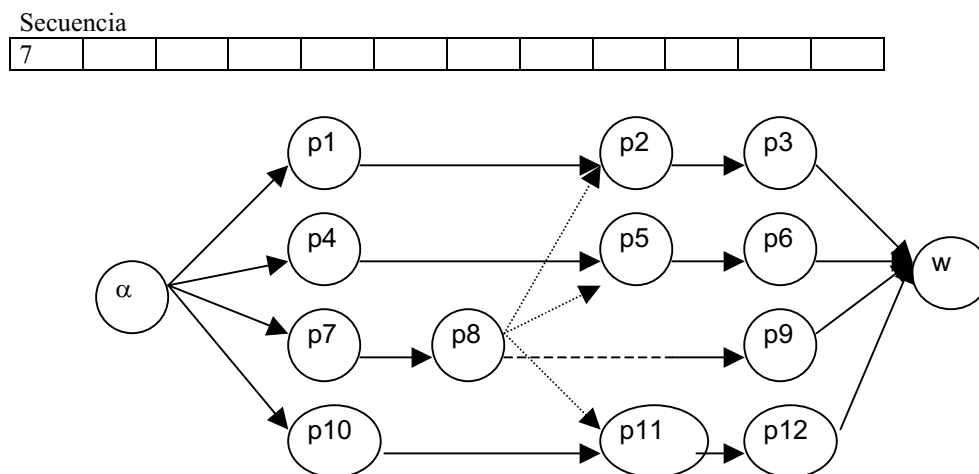 Secuencia
7
p1 p2 p3
p4 p5 p6
α w
p7 p8 p9
p10 p11 p12